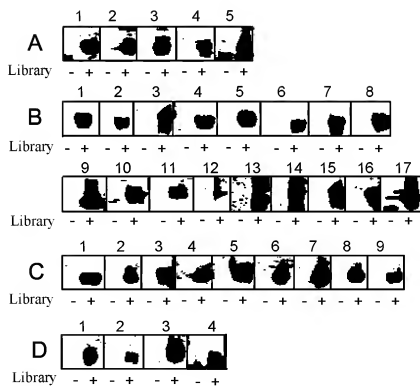 1 2 3 4 5
A
Library - + - + - + - + - +
1 2 3 4 5 6 7 8
B
Library - + - + - + - + - + - + - + - +
9 10 11 12 13 14 15 16 17
Library - + - + - + - + - + - + - + - + - +
1 2 3 4 5 6 7 8 9
C
Library - + - + - + - + - + - + - + - + - +
1 2 3 4
D
Library - + - + - + - +